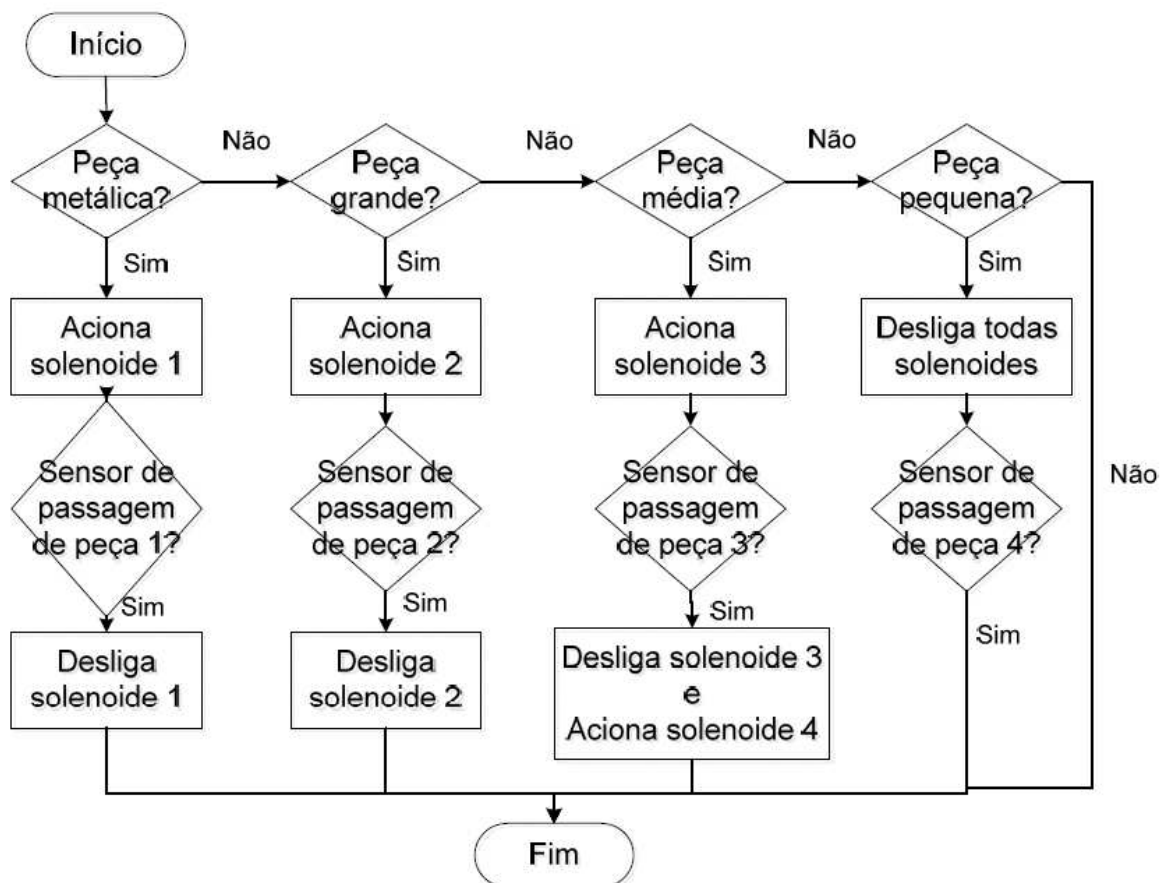 Início
Peça
metálica?
Não
Peça
grande?
Não
Peça
média?
Não
Peça
pequena?
Sim
Sim
Sim
Sim
Aciona
solenoide 1
Aciona
solenoide 2
Aciona
solenoide 3
Desliga todas
solenoides
Não
Sensor de
passagem
de peça 1?
Sensor de
passagem
de peça 2?
Sensor de
passagem
de peça 3?
Sensor de
passagem
de peça 4?
Sim
Sim
Sim
Sim
Desliga
solenoide 1
Desliga
solenoide 2
Desliga solenoide 3
e
Aciona solenoide 4
Fim